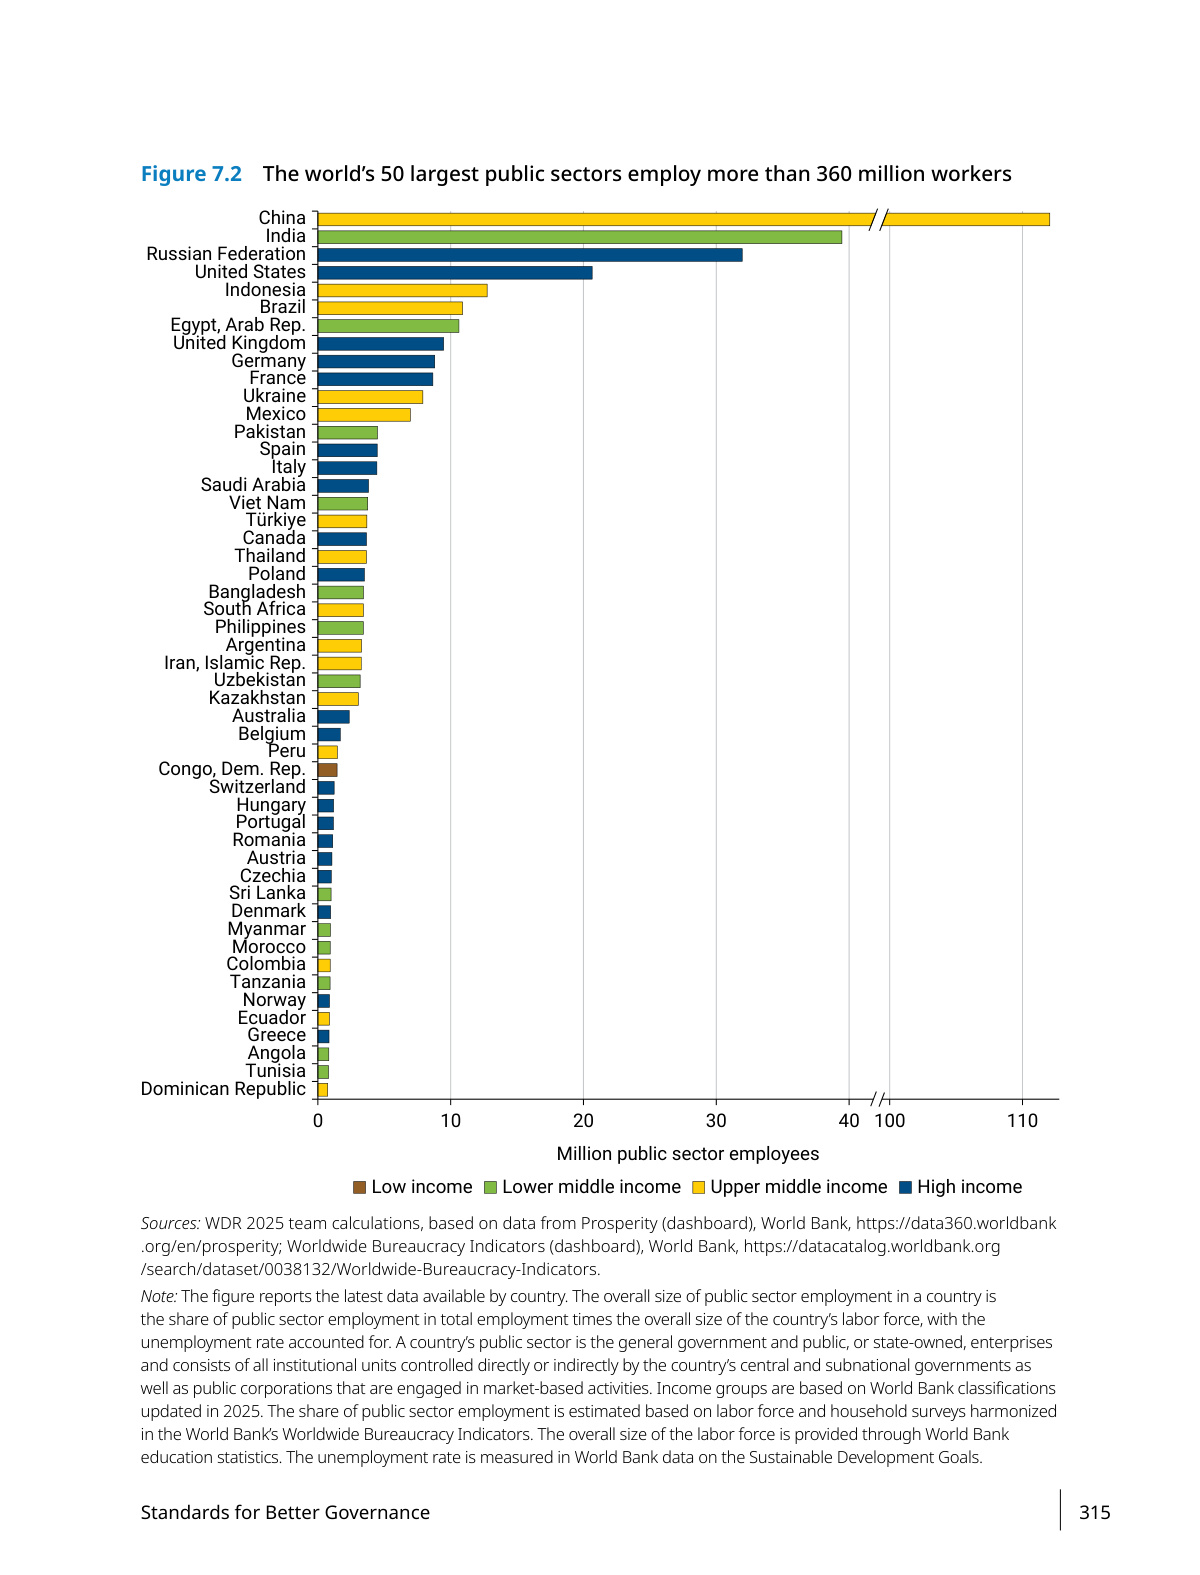 Figure 7.2 The world’s 50 largest public sectors employ more than 360 million workers
China
India
Russian Federation
United States
Indonesia
Brazil
Egypt, Arab Rep.
United Kingdom
Germany
France
Ukraine
Mexico
Pakistan
Spain
Italy
Saudi Arabia
Viet Nam
Türkiye
Canada
Thailand
Poland
Bangladesh
South Africa
Philippines
Argentina
Iran, Islamic Rep.
Uzbekistan
Kazakhstan
Australia
Belgium
Peru
Congo, Dem. Rep.
Switzerland
Hungary
Portugal
Romania
Austria
Czechia
Sri Lanka
Denmark
Myanmar
Morocco
Colombia
Tanzania
Norway
Ecuador
Greece
Angola
Tunisia
Dominican Republic
0 10 20 30 40 100 110
Million public sector employees
Low income Lower middle income Upper middle income High income
Sources: WDR 2025 team calculations, based on data from Prosperity (dashboard), World Bank, https://data360.worldbank
.org/en/prosperity; Worldwide Bureaucracy Indicators (dashboard), World Bank, https://datacatalog.worldbank.org
/search/dataset/0038132/Worldwide-Bureaucracy-Indicators.
Note: The figure reports the latest data available by country. The overall size of public sector employment in a country is
the share of public sector employment in total employment times the overall size of the country’s labor force, with the
unemployment rate accounted for. A country’s public sector is the general government and public, or state-owned, enterprises
and consists of all institutional units controlled directly or indirectly by the country’s central and subnational governments as
well as public corporations that are engaged in market-based activities. Income groups are based on World Bank classifications
updated in 2025. The share of public sector employment is estimated based on labor force and household surveys harmonized
in the World Bank’s Worldwide Bureaucracy Indicators. The overall size of the labor force is provided through World Bank
education statistics. The unemployment rate is measured in World Bank data on the Sustainable Development Goals.
Standards for Better Governance 315